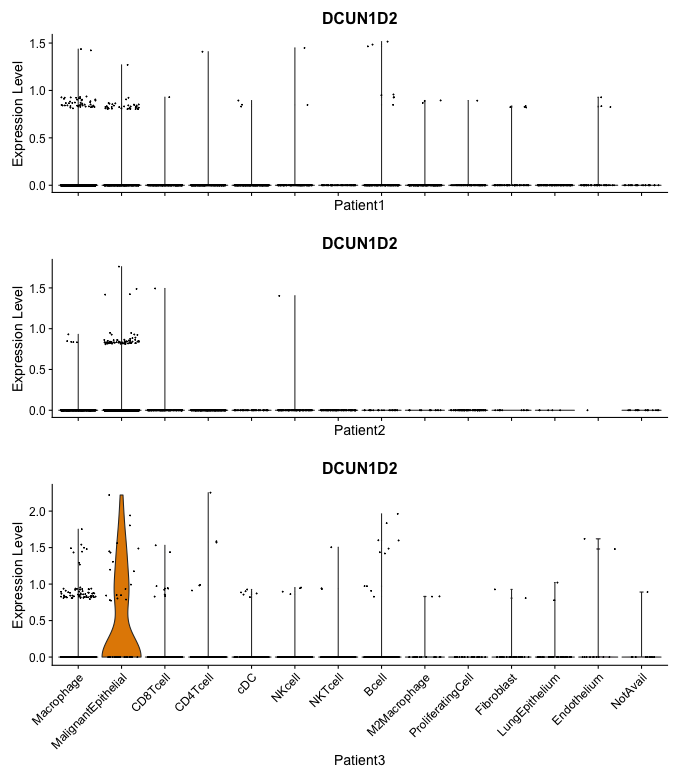 DCUN1D2
Expression Level
1.5
1.0
0.5
0.0
Patient1
DCUN1D2
Expression Level
1.5
1.0
0.5
0.0
Patient2
DCUN1D2
Expression Level
2.0
1.5
1.0
0.5
0.0
Macrophage
MalignantEpithelial
CD8Tcell
CD4Tcell
cDC
NKcell
NKTcell
Bcell
M2Macrophage
ProliferatingCell
Fibroblast
LungEpithelium
Endothelium
NotAvail
Patient3